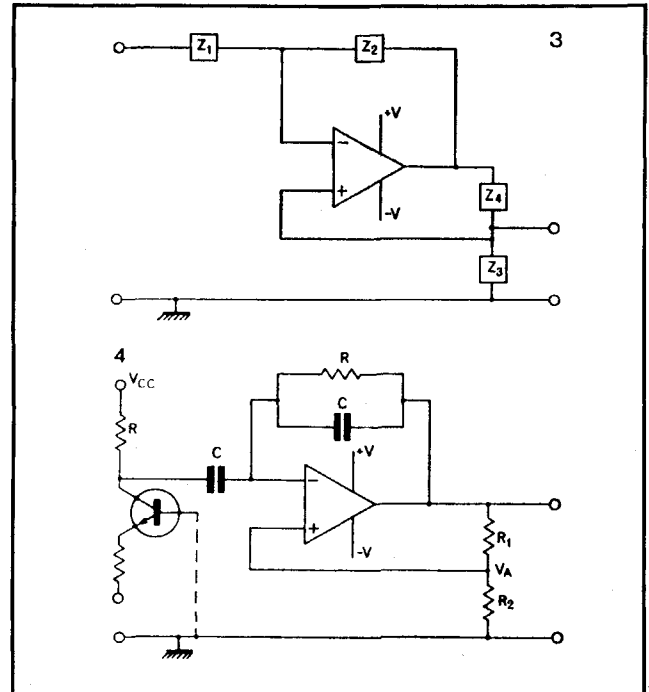 3
Z1
Z2
+V
−
+
Z4
-V
Z3
4
VCC
R
R
C
C
+V
−
+
R1
-V
VA
R2